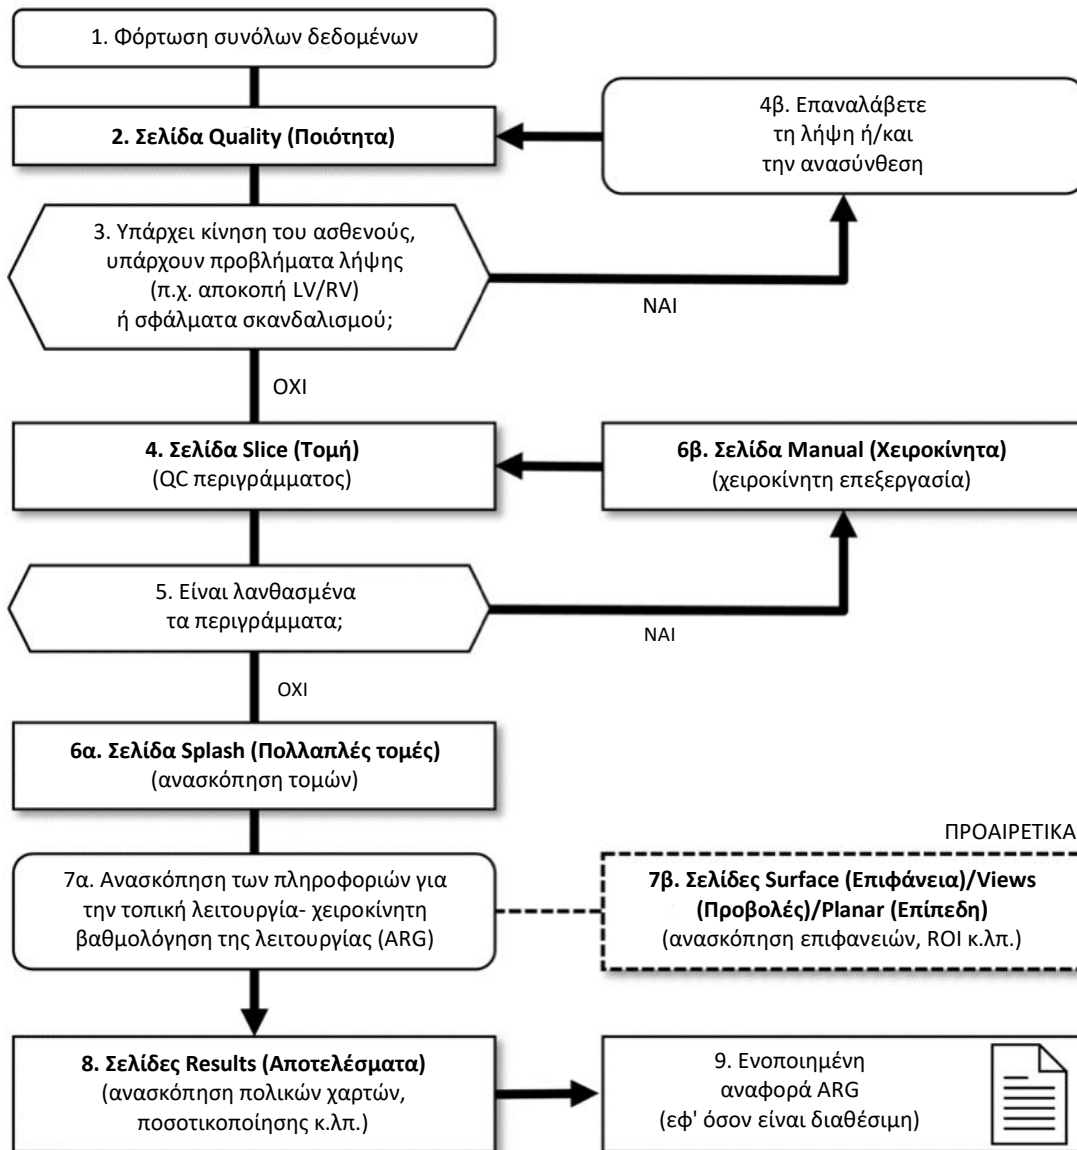 1. Φόρτωση συνόλων δεδομένων
2. Σελίδα Quality (Ποιότητα)
4β. Επαναλάβετε
τη λήψη ή/και
την ανασύνθεση
3. Υπάρχει κίνηση του ασθενούς,
υπάρχουν προβλήματα λήψης
(π.χ. αποκοπή LV/RV)
ή σφάλματα σκανδαλισμού;
ΝΑΙ
ΟΧΙ
4. Σελίδα Slice (Τομή)
(QC περιγράμματος)
6β. Σελίδα Manual (Χειροκίνητα)
(χειροκίνητη επεξεργασία)
5. Είναι λανθασμένα
τα περιγράμματα;
ΝΑΙ
ΟΧΙ
6α. Σελίδα Splash (Πολλαπλές τομές)
(ανασκόπηση τομών)
ΠΡΟΑΙΡΕΤΙΚΑ
7α. Ανασκόπηση των πληροφοριών για
την τοπική λειτουργία- χειροκίνητη
βαθμολόγηση της λειτουργίας (ARG)
7β. Σελίδες Surface (Επιφάνεια)/Views
(Προβολές)/Planar (Επίπεδη)
(ανασκόπηση επιφανειών, ROI κ.λπ.)
8. Σελίδες Results (Αποτελέσματα)
(ανασκόπηση πολικών χαρτών,
ποσοτικοποίησης κ.λπ.)
9. Ενοποιημένη
αναφορά ARG
(εφ' όσον είναι διαθέσιμη)